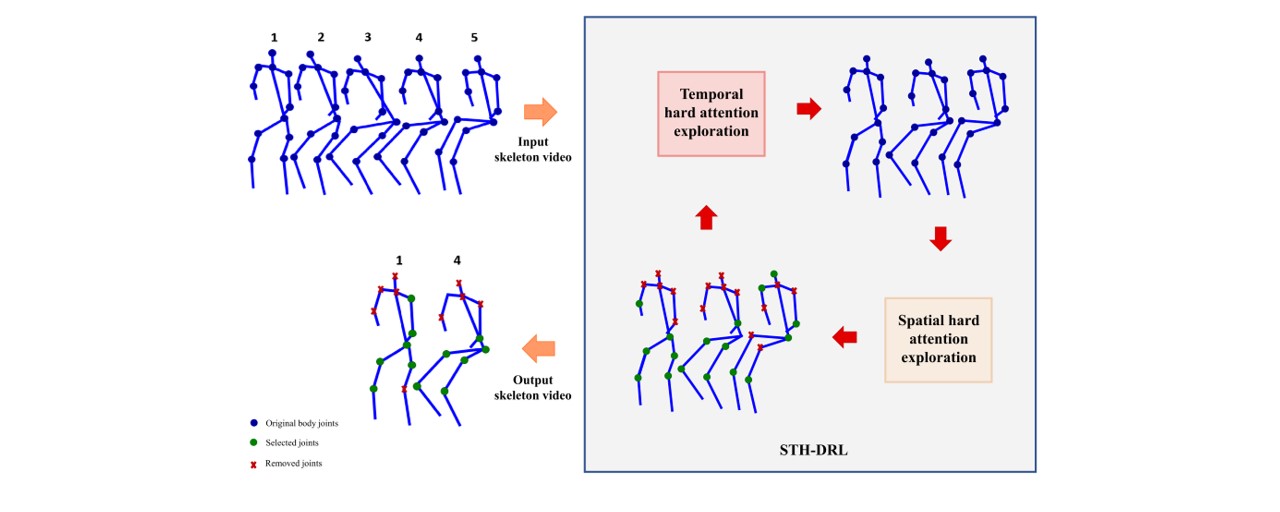 1 2 3 4 5
Input
skeleton video
Temporal
hard attention
exploration
1 4
Output
skeleton video
Spatial hard
attention
exploration
Original body joints
Selected joints
Removed joints
STH-DRL